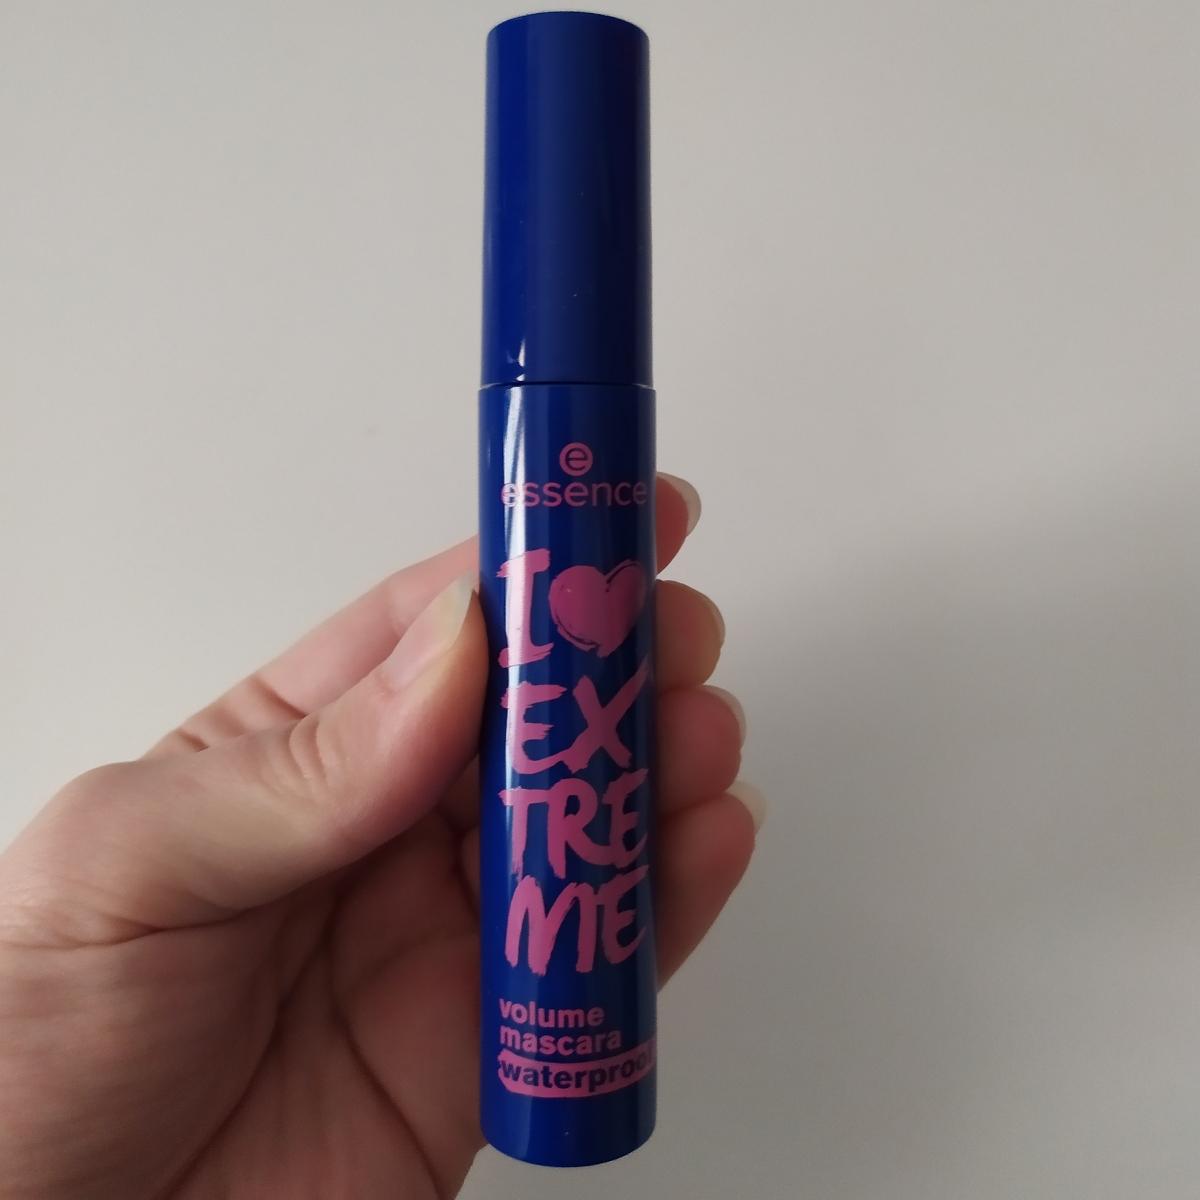 e
essence
I ♥
EX
TRE
ME
volume
mascara
waterproof